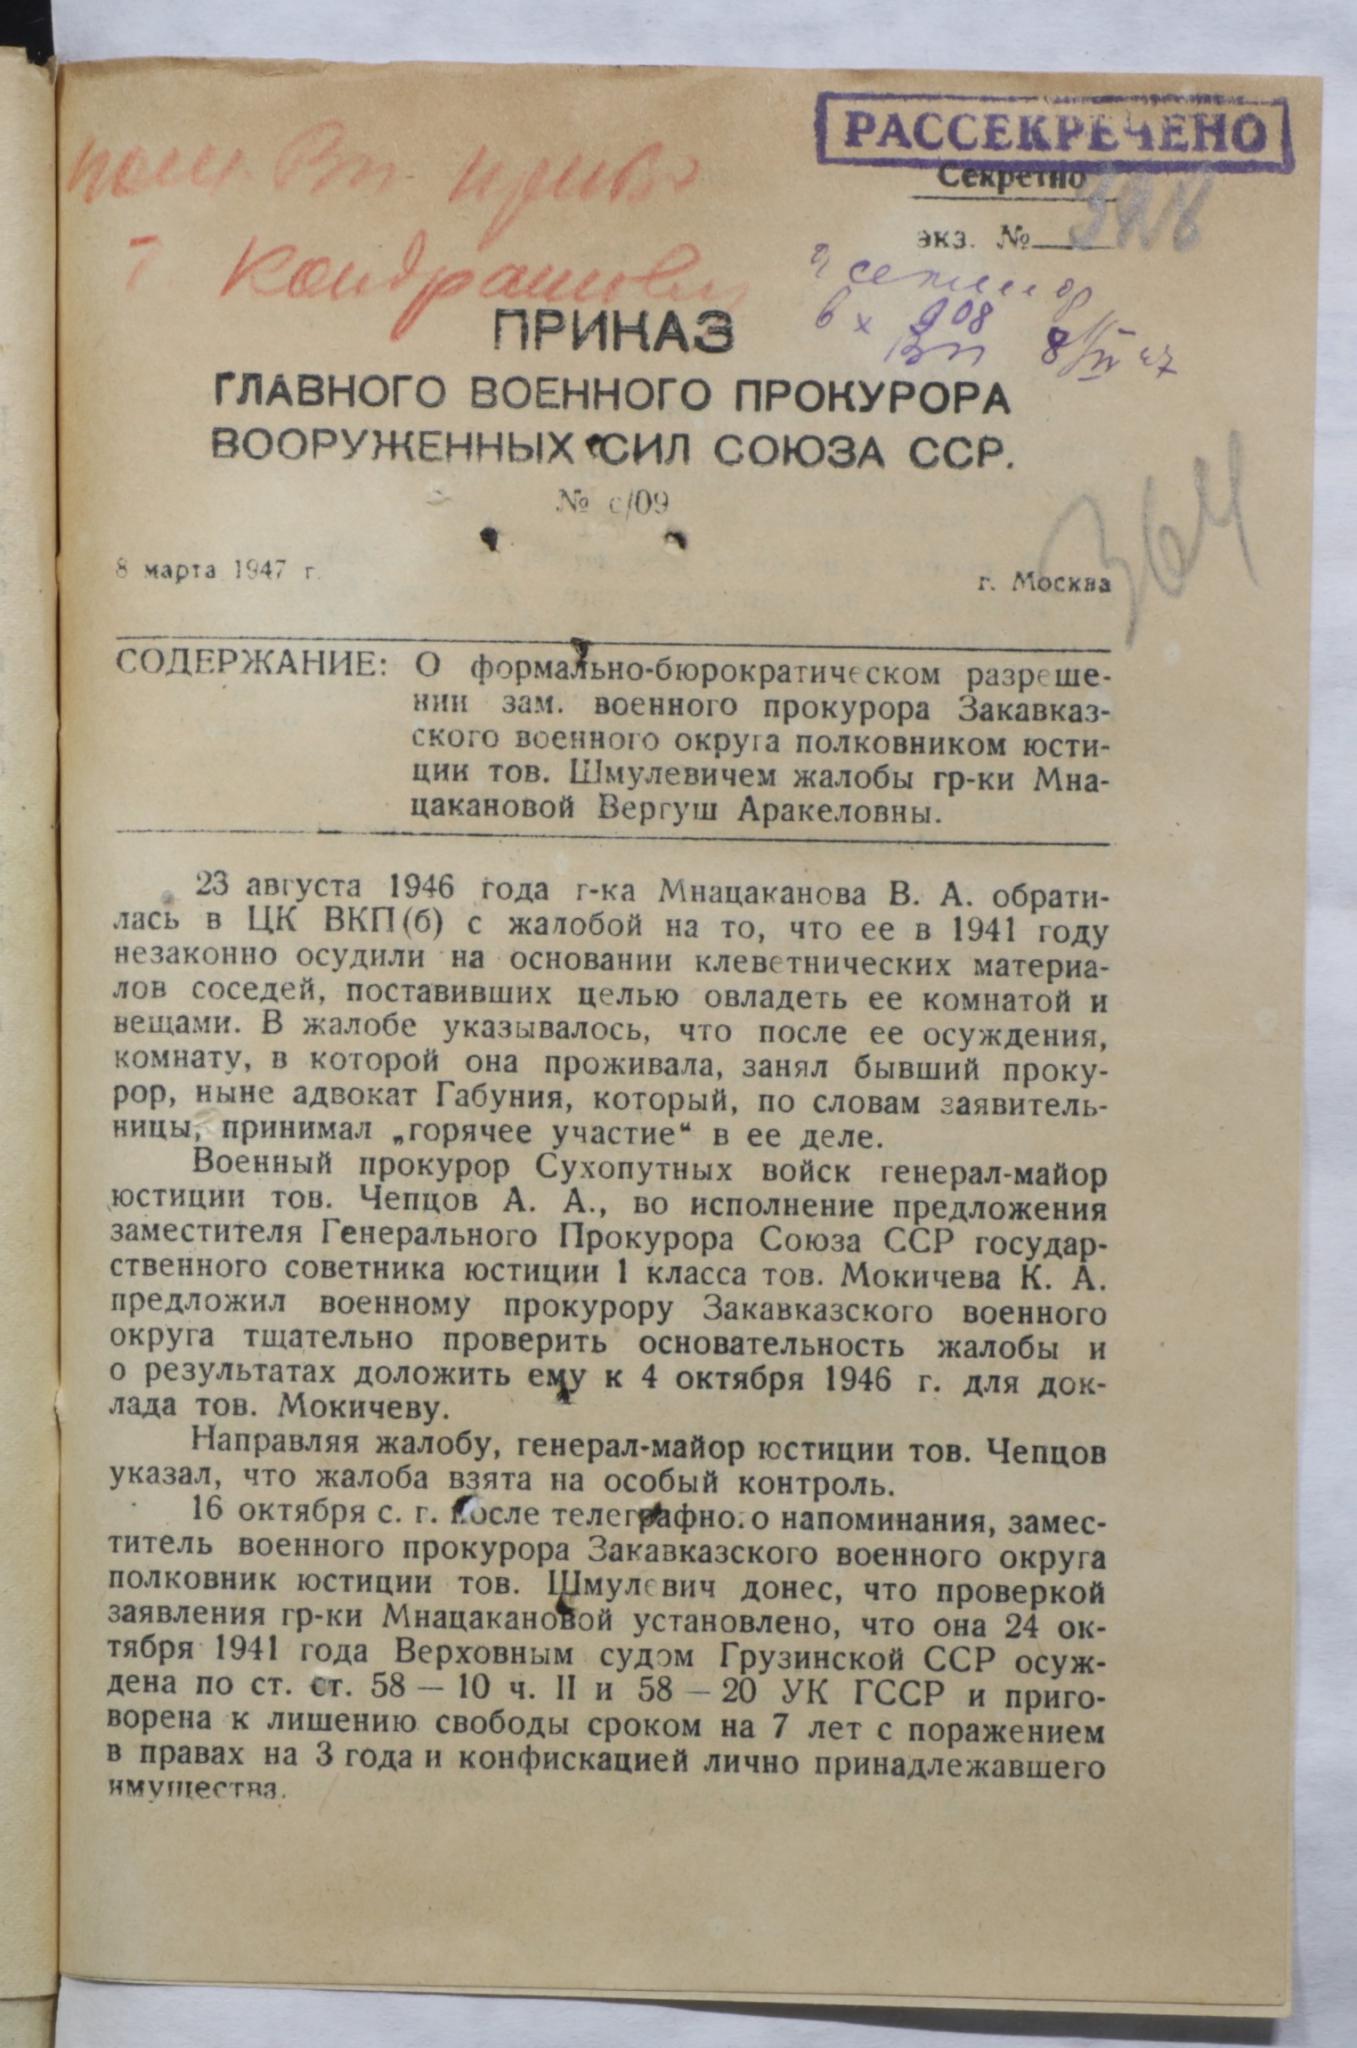 РАССЕКРЕЧЕНО
Секретно
экз. №
Кондрашову
вх 908
ПРИКАЗ
ГЛАВНОГО ВОЕННОГО ПРОКУРОРА
ВООРУЖЕННЫХ СИЛ СОЮЗА ССР.
№ с/09
364
8 марта 1947 г.
г. Москва
СОДЕРЖАНИЕ: О формально-бюрократическом разреше-
нии зам. военного прокурора Закавказ-
ского военного округа полковником юсти-
ции тов. Шмулевичем жалобы гр-ки Мна-
цакановой Вергуш Аракеловны.
23 августа 1946 года г-ка Мнацаканова В. А. обрати-
лась в ЦК ВКП(б) с жалобой на то, что ее в 1941 году
незаконно осудили на основании клеветнических материа-
лов соседей, поставивших целью овладеть ее комнатой и
вещами. В жалобе указывалось, что после ее осуждения,
комнату, в которой она проживала, занял бывший проку-
рор, ныне адвокат Габуния, который, по словам заявитель-
ницы, принимал „горячее участие“ в ее деле.
Военный прокурор Сухопутных войск генерал-майор
юстиции тов. Чепцов А. А., во исполнение предложения
заместителя Генерального Прокурора Союза ССР государ-
ственного советника юстиции 1 класса тов. Мокичева К. А.
предложил военному прокурору Закавказского военного
округа тщательно проверить основательность жалобы и
о результатах доложить ему к 4 октября 1946 г. для док-
лада тов. Мокичеву.
Направляя жалобу, генерал-майор юстиции тов. Чепцов
указал, что жалоба взята на особый контроль.
16 октября с. г. после телеграфного напоминания, замес-
титель военного прокурора Закавказского военного округа
полковник юстиции тов. Шмулевич донес, что проверкой
заявления гр-ки Мнацакановой установлено, что она 24 ок-
тября 1941 года Верховным судом Грузинской ССР осуж-
дена по ст. ст. 58 — 10 ч. II и 58 — 20 УК ГССР и приго-
ворена к лишению свободы сроком на 7 лет с поражением
в правах на 3 года и конфискацией лично принадлежавшего
имущества.